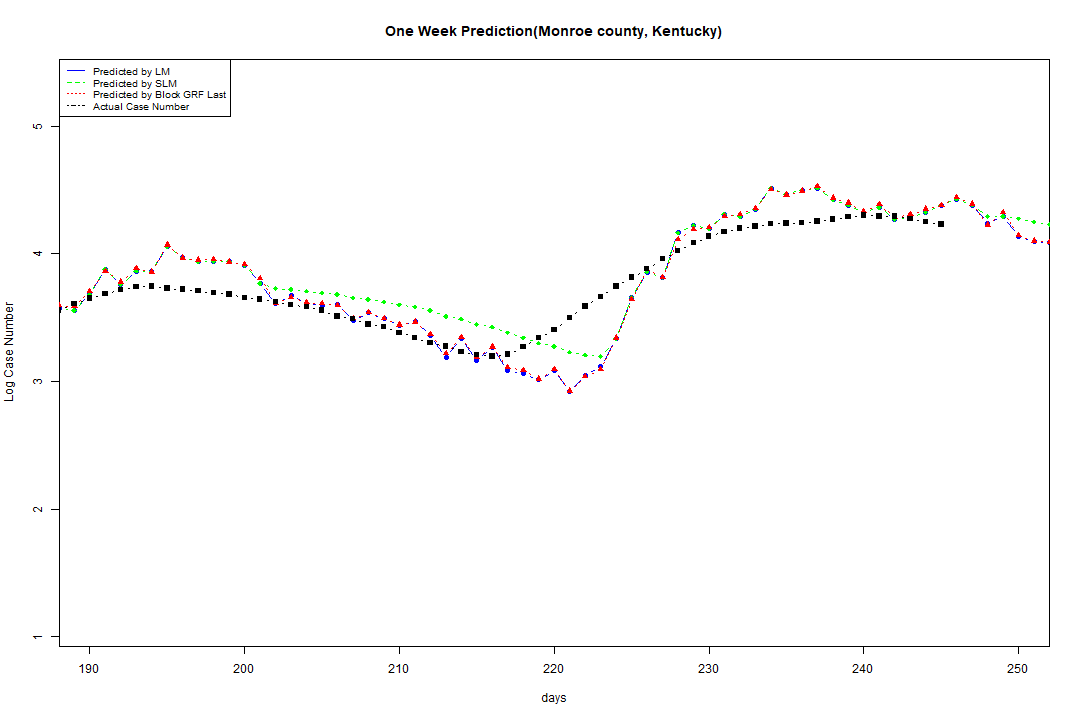 One Week Prediction(Monroe county, Kentucky)
Predicted by LM
Predicted by SLM
Predicted by Block GRF Last
Actual Case Number
5
4
3
2
1
Log Case Number
190 200 210 220 230 240 250
days